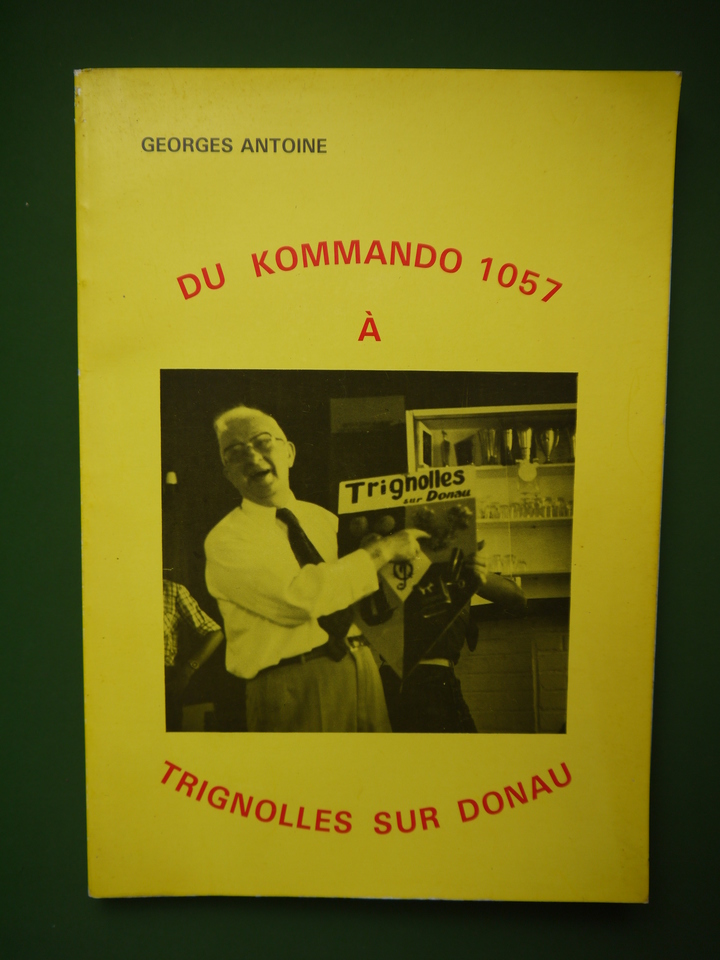 GEORGES ANTOINE
DU KOMMANDO 1057
À
Trignolles
sur Donau
TRIGNOLLES SUR DONAU